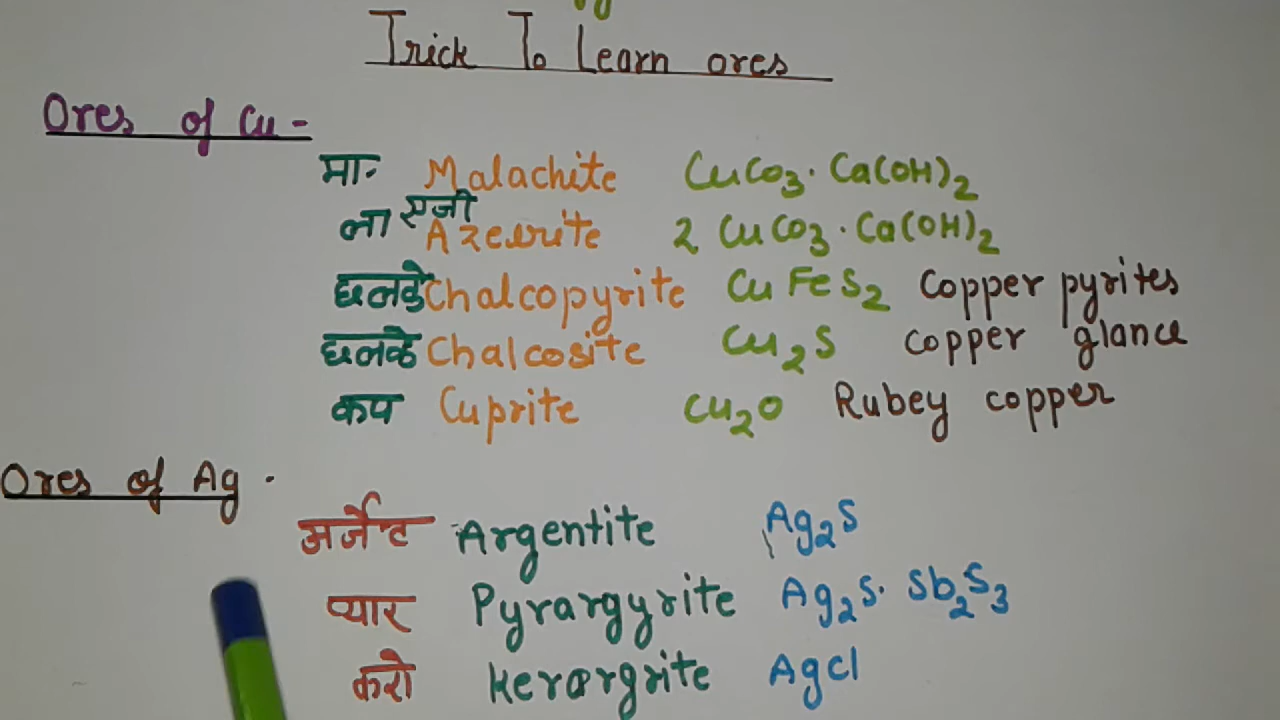 Trick To Learn ores
Ores of Cu -
मा. Malachite CuCo3. Ca(OH)2
ला एजी Azeurite 2 CuCo3. Ca(OH)2
छलके Chalcopyrite CuFeS2 Copper pyrites
छलके Chalcosite Cu2S Copper glance
कप Cuprite Cu2O Rubey copper
Ores of Ag .
अर्जेंट Argentite Ag2S
प्यार Pyrargyrite Ag2S. Sb2S3
करो Kerargrite AgCl